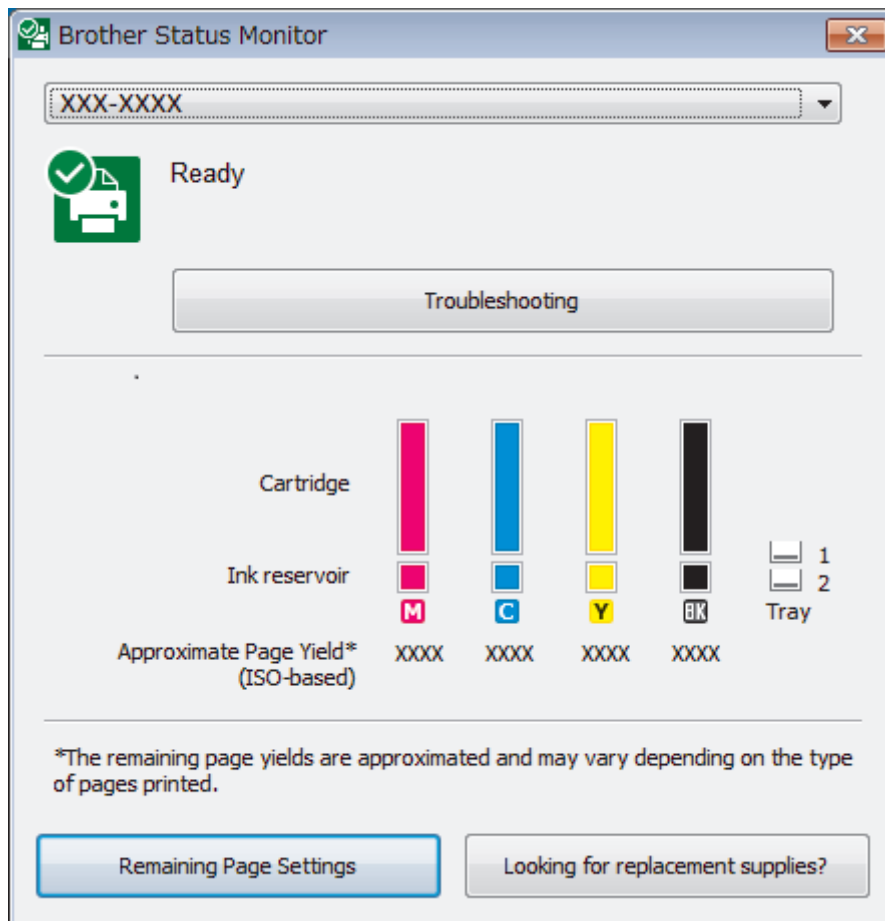 Brother Status Monitor
XXX-XXXX
Ready
Troubleshooting
Cartridge
1
Ink reservoir
2
M C Y BK Tray
Approximate Page Yield* XXXX XXXX XXXX XXXX
(ISO-based)
*The remaining page yields are approximated and may vary depending on the type
of pages printed.
Remaining Page Settings
Looking for replacement supplies?